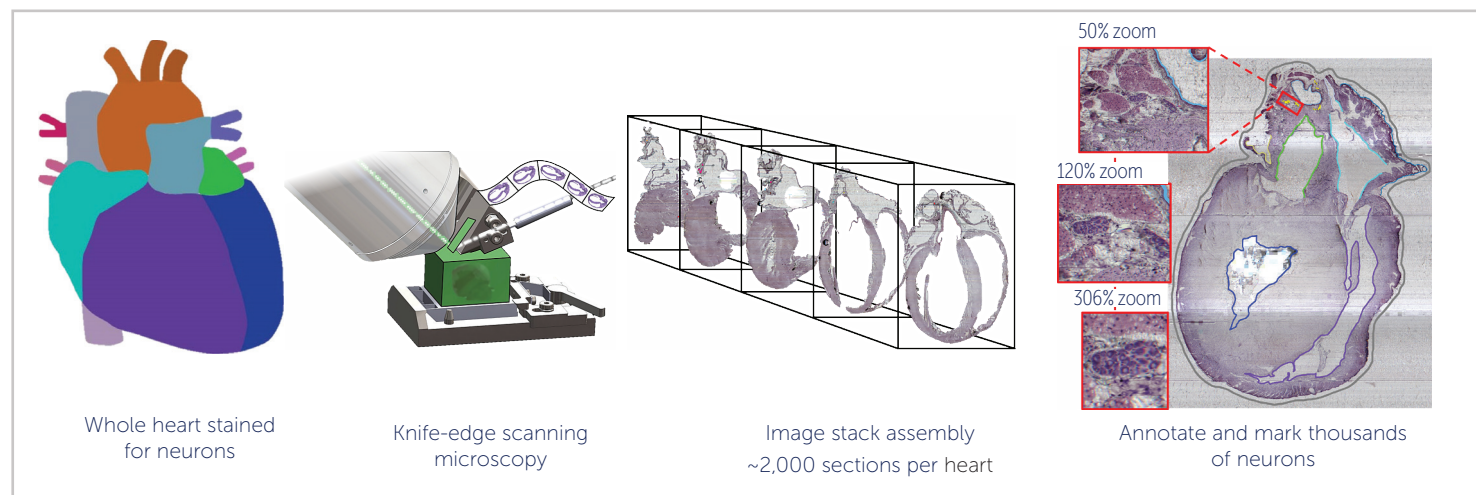 50% zoom
120% zoom
306% zoom
Whole heart stained
for neurons
Knife-edge scanning
microscopy
Image stack assembly
~2,000 sections per heart
Annotate and mark thousands
of neurons